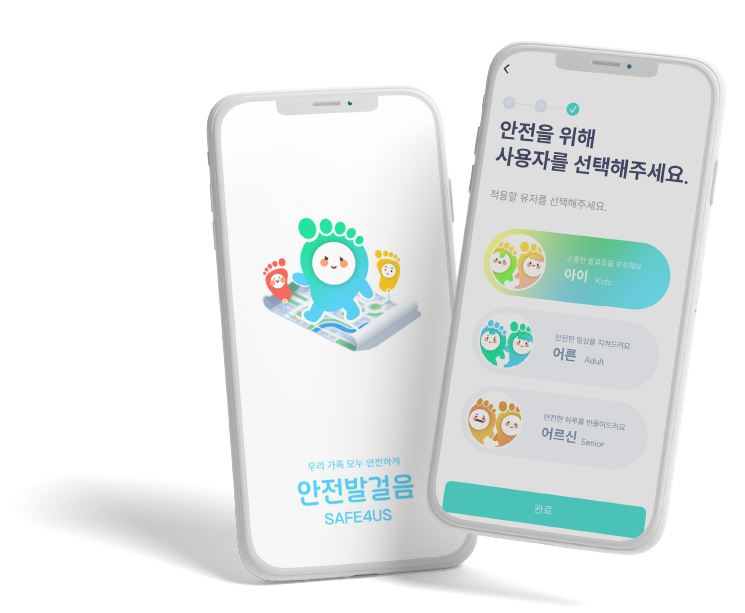 우리 가족 모두 안전하게
안전발걸음
SAFE4US
안전을 위해
사용자를 선택해주세요.
적용할 유저를 선택해주세요.
소중한 발걸음을 보호해요
아이 Kids
안전한 일상을 지켜드려요
어른 Adult
안전한 하루를 만들어드려요
어르신 Senior
완료